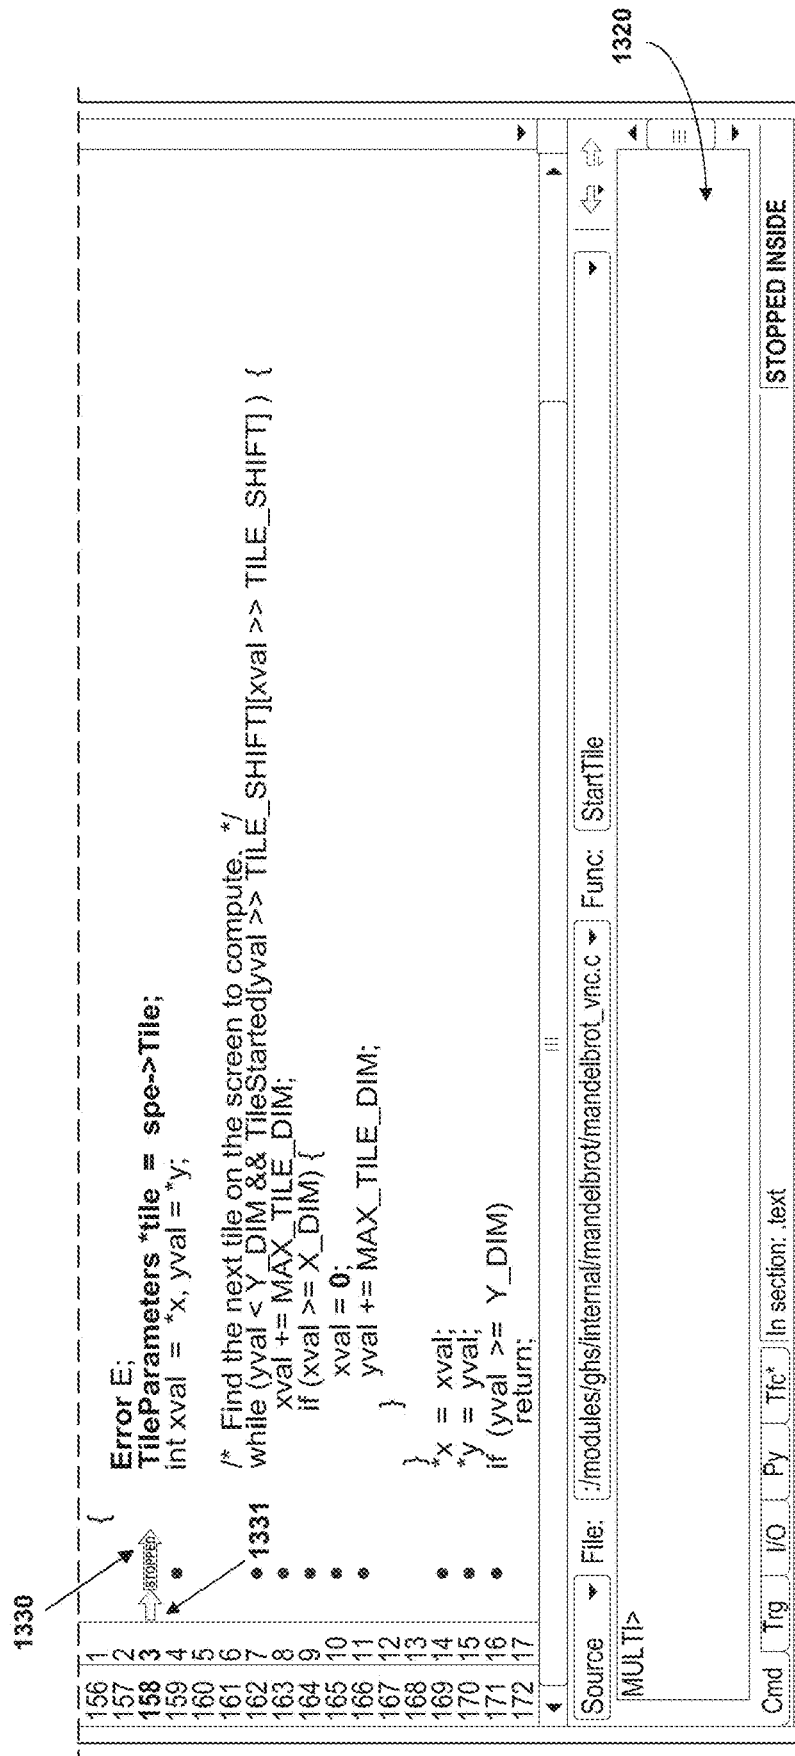 1330
156 1 {
157 2 Error E;
158 3 STOPPED TileParameters *tile = spe->Tile;
159 4 int xval = *x, yval = *y;
1331
160 5
161 6 /* Find the next tile on the screen to compute. */
162 7 while (yval < Y_DIM && TileStarted[yval >> TILE_SHIFT][xval >> TILE_SHIFT] ) {
163 8 xval += MAX_TILE_DIM;
164 9 if (xval >= X_DIM) {
165 10 xval = 0;
166 11 yval += MAX_TILE_DIM;
167 12 }
168 13 }
169 14 *x = xval;
170 15 *y = yval;
171 16 if (yval >= Y_DIM)
172 17 return;
Source File: :/modules/ghs/internal/mandelbrot/mandelbrot_vnc.c Func: StartTile
MULTI>
1320
Cmd Trg I/O Py Tfc* In section: .text STOPPED INSIDE